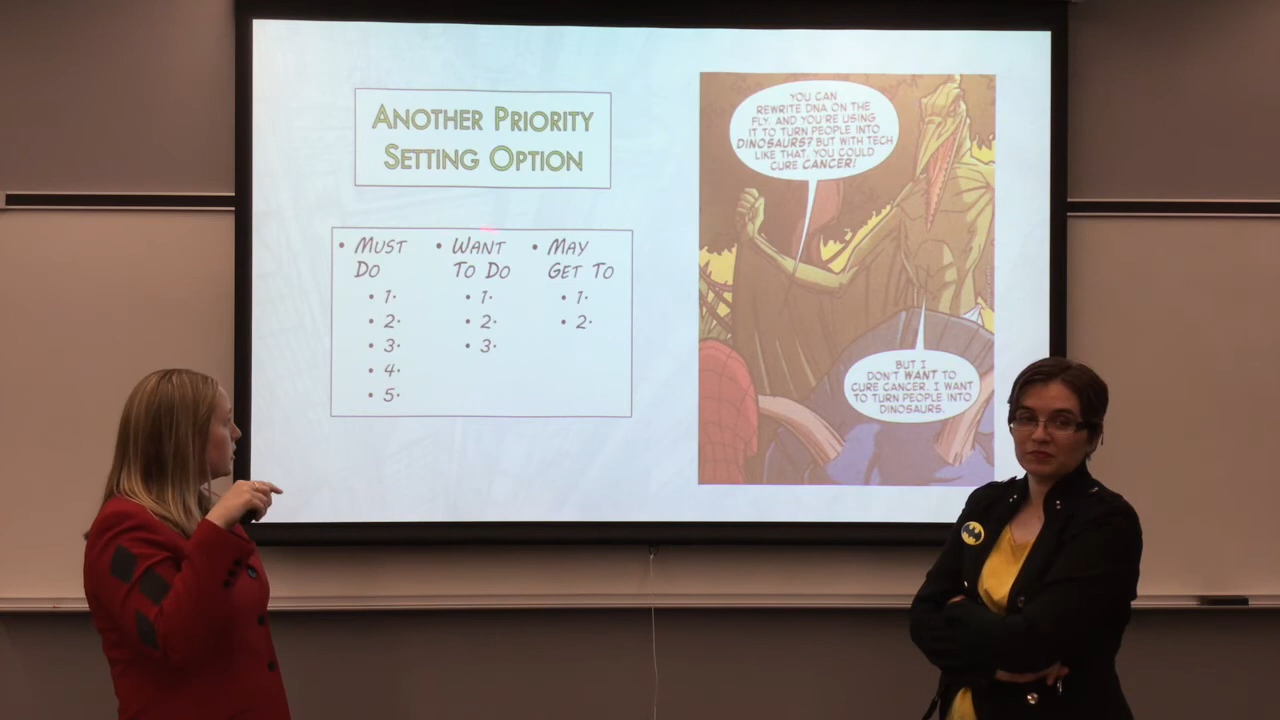 ANOTHER PRIORITY
SETTING OPTION
• MUST
DO
• 1.
• 2.
• 3.
• 4.
• 5.
• WANT
TO DO
• 1.
• 2.
• 3.
• MAY
GET TO
• 1.
• 2.
YOU CAN
REWRITE DNA ON THE
FLY, AND YOU'RE USING
IT TO TURN PEOPLE INTO
DINOSAURS? BUT WITH TECH
LIKE THAT, YOU COULD
CURE CANCER!
BUT I
DON'T WANT TO
CURE CANCER. I WANT
TO TURN PEOPLE INTO
DINOSAURS.